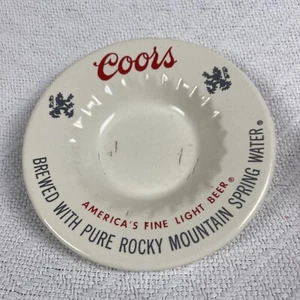 Coors
AMERICA'S FINE LIGHT BEER®
BREWED WITH PURE ROCKY MOUNTAIN SPRING WATER®